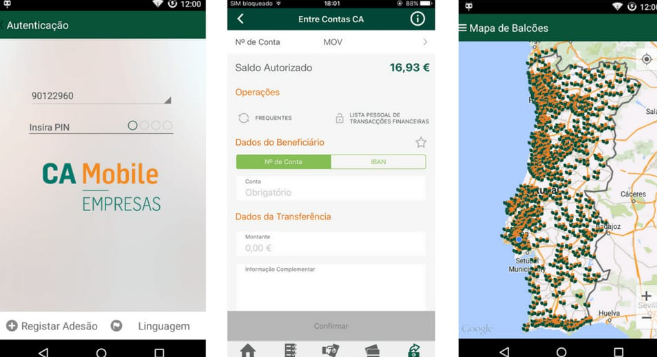 12:00
Autenticação
90122960
Insira PIN
CA Mobile
EMPRESAS
Registar Adesão
Linguagem
SIM bloqueado
18:01
88%
Entre Contas CA
Nº de Conta
MOV
Saldo Autorizado
16,93 €
Operações
FREQUENTES
LISTA PESSOAL DE
TRANSACÇÕES FINANCEIRAS
Dados do Beneficiário
Nº de Conta
IBAN
Conta
Obrigatório
Dados da Transferência
Montante
0,00 €
Informação Complementar
Confirmar
12:00
Mapa de Balcões
Sala
Cáceres
Huelva
Google